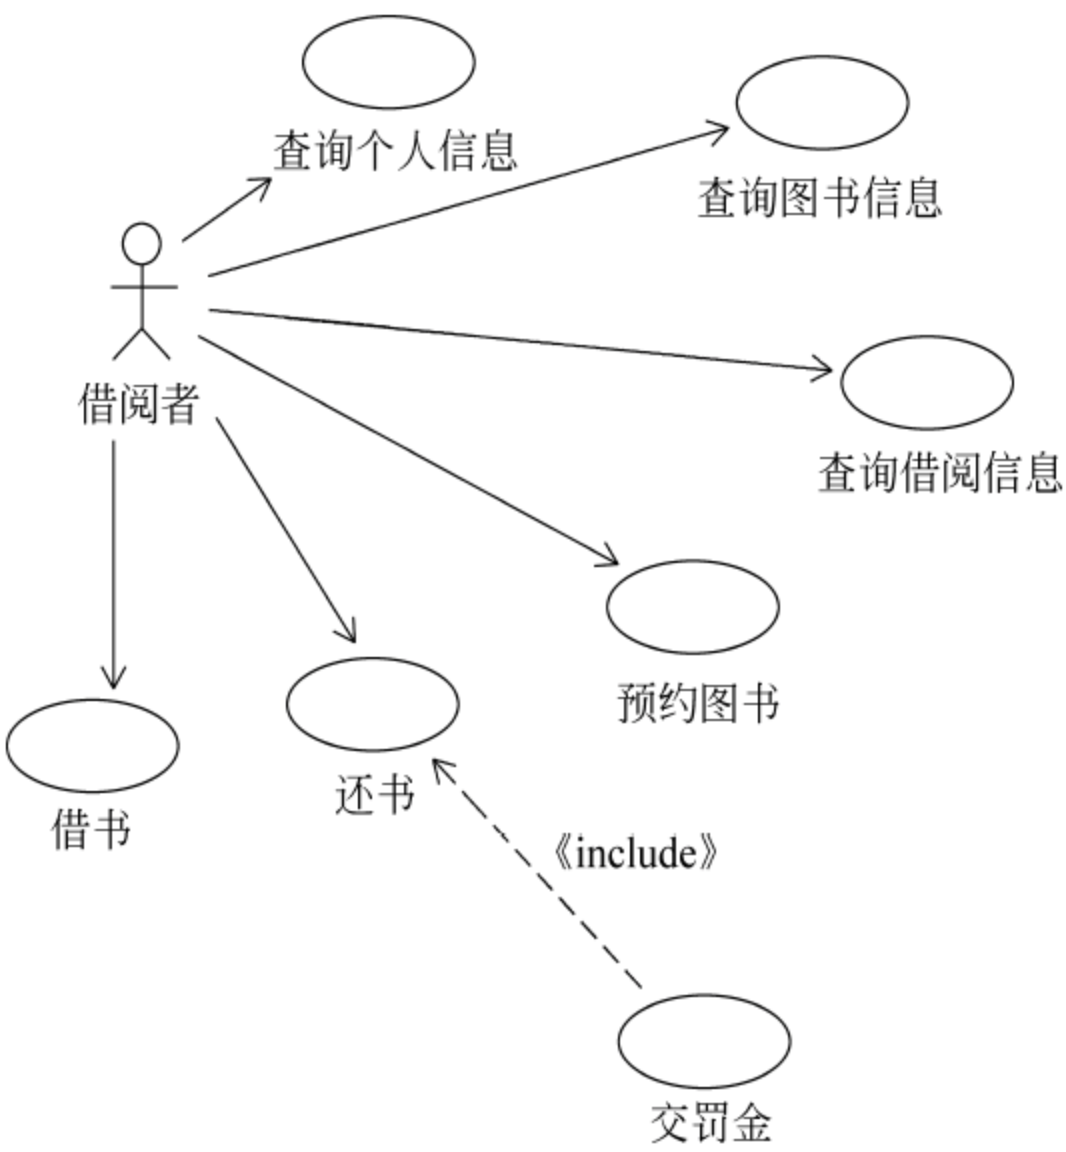 查询个人信息
查询图书信息
借阅者
查询借阅信息
预约图书
还书
借书
《include》
交罚金